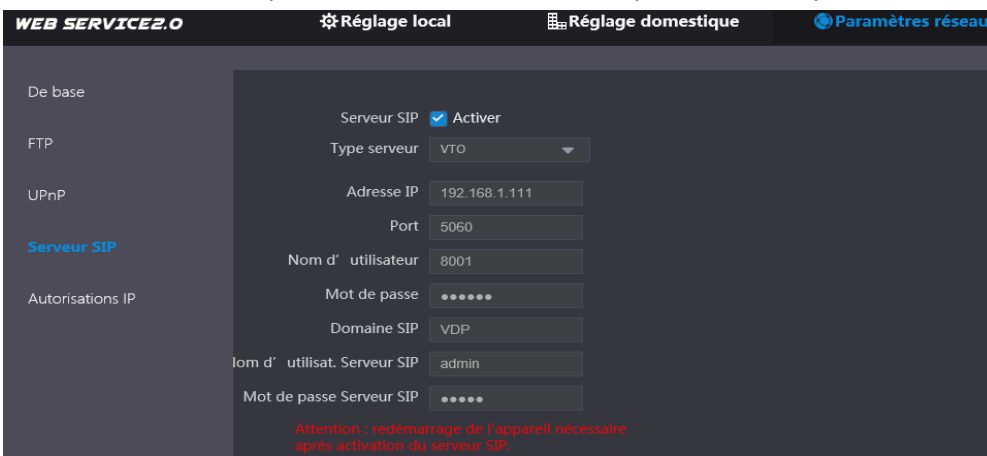 WEB SERVICE2.0 Réglage local Réglage domestique Paramètres réseau
De base
Serveur SIP Activer
FTP
Type serveur VTO
UPnP
Adresse IP 192.168.1.111
Port 5060
Serveur SIP
Nom d' utilisateur 8001
Autorisations IP
Mot de passe ●●●●●●
Domaine SIP VDP
d' utilisat. Serveur SIP admin
Mot de passe Serveur SIP ●●●●●
Attention : redémarrage de l'appareil nécessaire
après activation du serveur SIP.